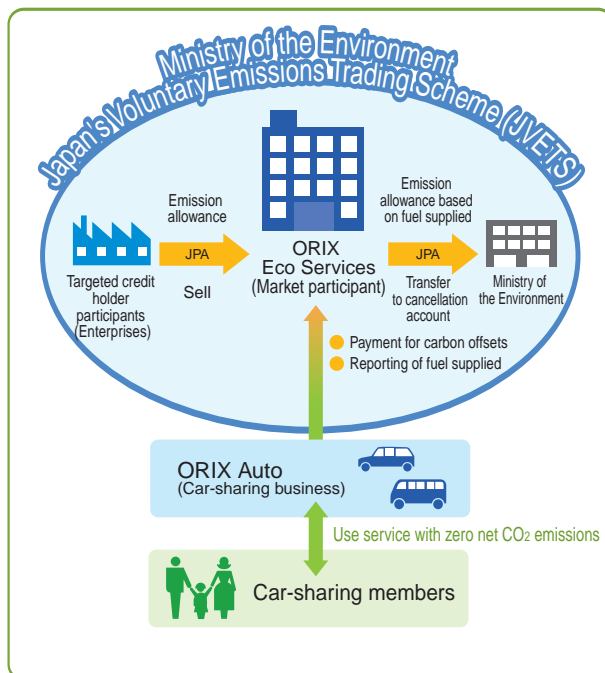 Ministry of the Environment
Japan's Voluntary Emissions Trading Scheme (JVETS)
Emission
allowance
JPA
Sell
Targeted credit
holder
participants
(Enterprises)
ORIX
Eco Services
(Market participant)
Emission
allowance based
on fuel supplied
JPA
Transfer
to cancellation
account
Ministry of
the Environment
Payment for carbon offsets
Reporting of fuel supplied
ORIX Auto
(Car-sharing business)
Use service with zero net CO2 emissions
Car-sharing members